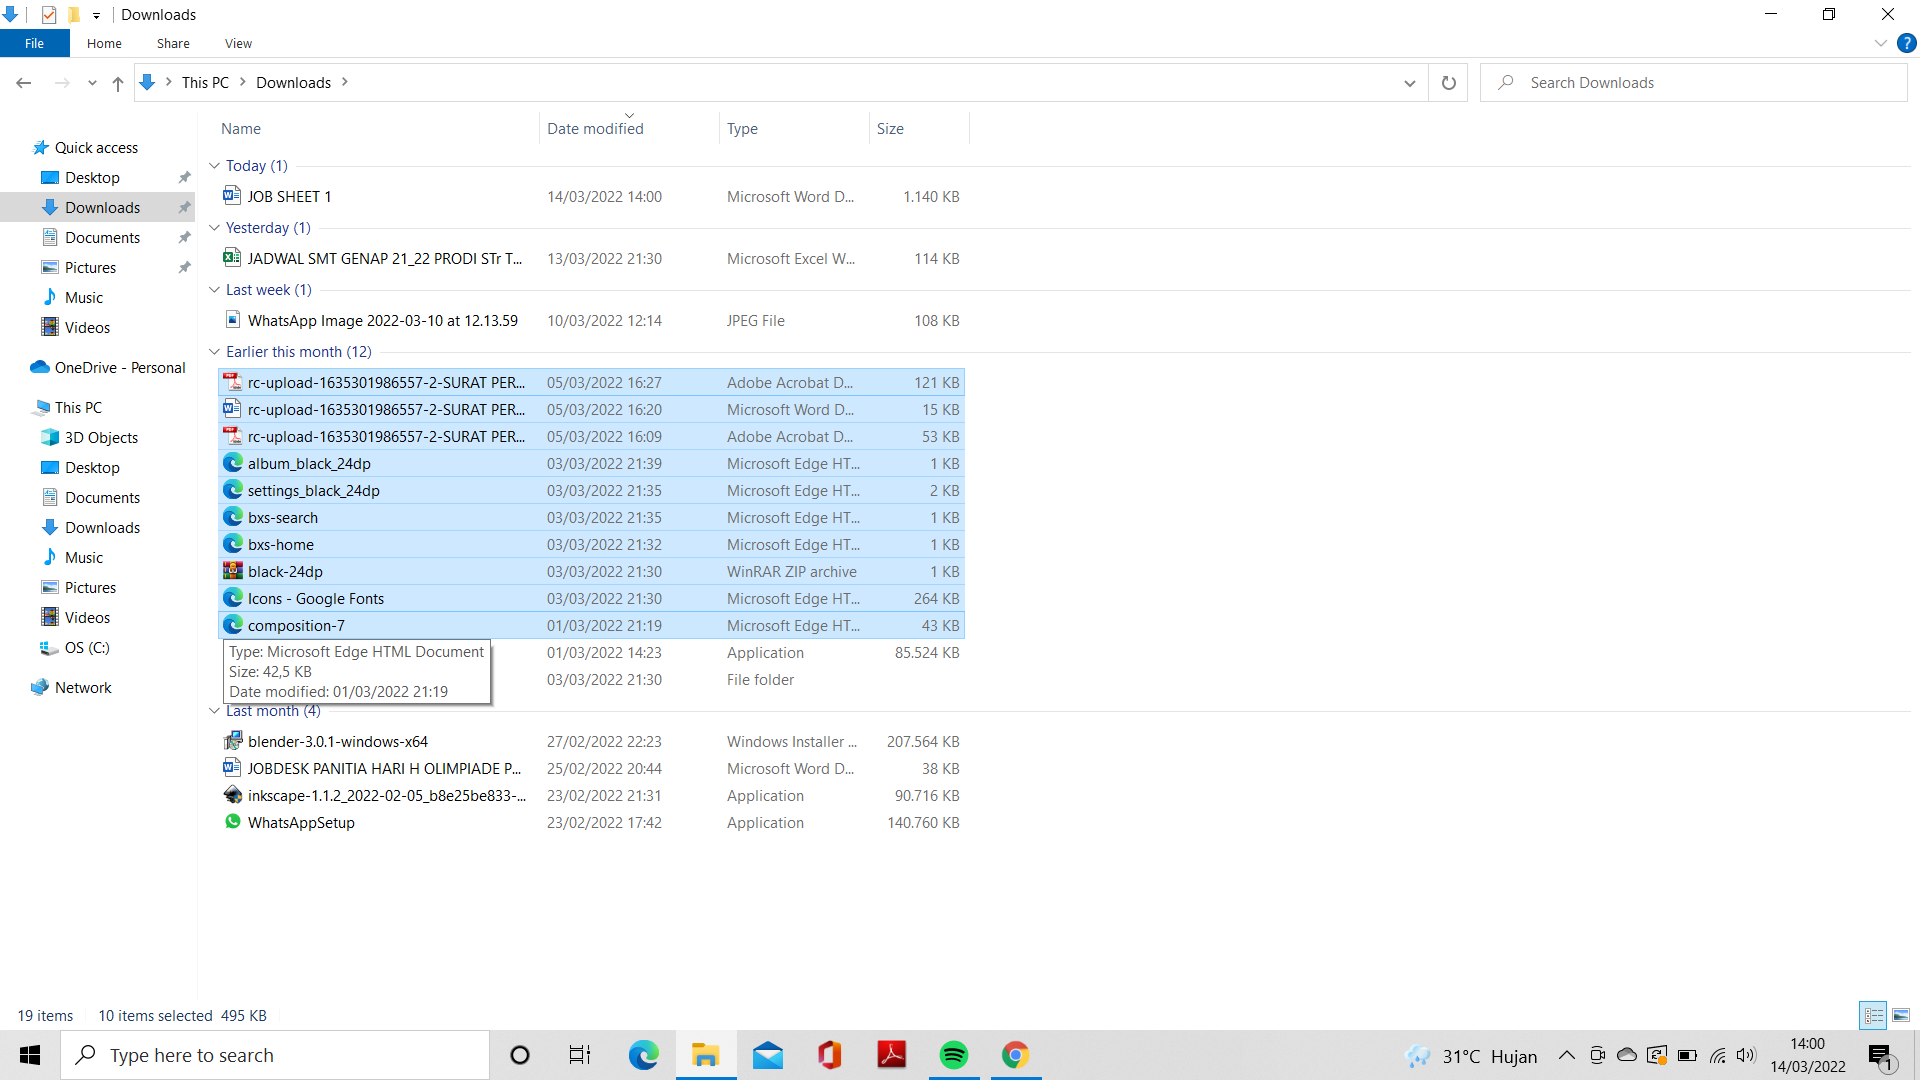 Downloads
File Home Share View
This PC Downloads
Search Downloads
Name Date modified Type Size
Quick access
Desktop
Downloads
Documents
Pictures
Music
Videos
OneDrive - Personal
This PC
3D Objects
Desktop
Documents
Downloads
Music
Pictures
Videos
OS (C:)
Network
Today (1)
JOB SHEET 1 14/03/2022 14:00 Microsoft Word D... 1.140 KB
Yesterday (1)
JADWAL SMT GENAP 21_22 PRODI STr T... 13/03/2022 21:30 Microsoft Excel W... 114 KB
Last week (1)
WhatsApp Image 2022-03-10 at 12.13.59 10/03/2022 12:14 JPEG File 108 KB
Earlier this month (12)
rc-upload-1635301986557-2-SURAT PER... 05/03/2022 16:27 Adobe Acrobat D... 121 KB
rc-upload-1635301986557-2-SURAT PER... 05/03/2022 16:20 Microsoft Word D... 15 KB
rc-upload-1635301986557-2-SURAT PER... 05/03/2022 16:09 Adobe Acrobat D... 53 KB
album_black_24dp 03/03/2022 21:39 Microsoft Edge HT... 1 KB
settings_black_24dp 03/03/2022 21:35 Microsoft Edge HT... 2 KB
bxs-search 03/03/2022 21:35 Microsoft Edge HT... 1 KB
bxs-home 03/03/2022 21:32 Microsoft Edge HT... 1 KB
black-24dp 03/03/2022 21:30 WinRAR ZIP archive 1 KB
Icons - Google Fonts 03/03/2022 21:30 Microsoft Edge HT... 264 KB
composition-7 01/03/2022 21:19 Microsoft Edge HT... 43 KB
01/03/2022 14:23 Application 85.524 KB
03/03/2022 21:30 File folder
Type: Microsoft Edge HTML Document
Size: 42,5 KB
Date modified: 01/03/2022 21:19
Last month (4)
blender-3.0.1-windows-x64 27/02/2022 22:23 Windows Installer ... 207.564 KB
JOBDESK PANITIA HARI H OLIMPIADE P... 25/02/2022 20:44 Microsoft Word D... 38 KB
inkscape-1.1.2_2022-02-05_b8e25be833-... 23/02/2022 21:31 Application 90.716 KB
WhatsAppSetup 23/02/2022 17:42 Application 140.760 KB
19 items 10 items selected 495 KB
Type here to search
31°C Hujan
14:00
14/03/2022
1